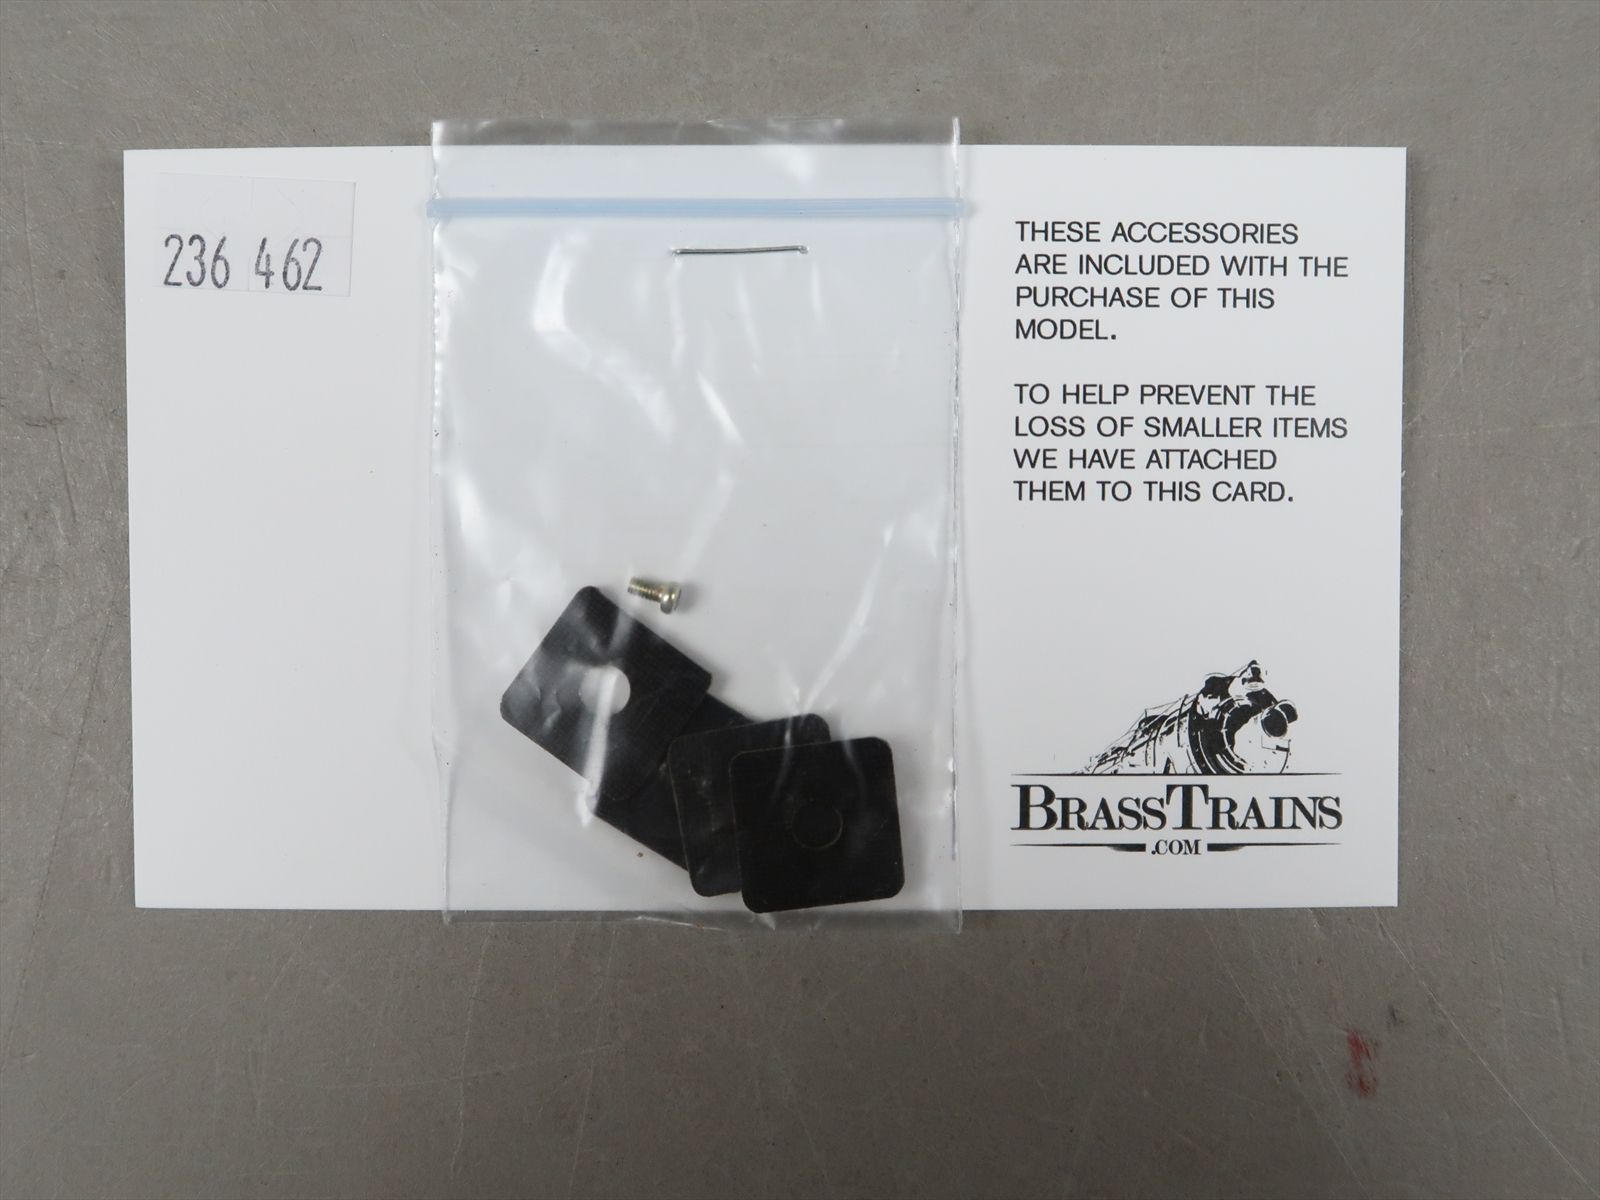 236 462
THESE ACCESSORIES
ARE INCLUDED WITH THE
PURCHASE OF THIS
MODEL.
TO HELP PREVENT THE
LOSS OF SMALLER ITEMS
WE HAVE ATTACHED
THEM TO THIS CARD.
BRASSTRAINS
.COM